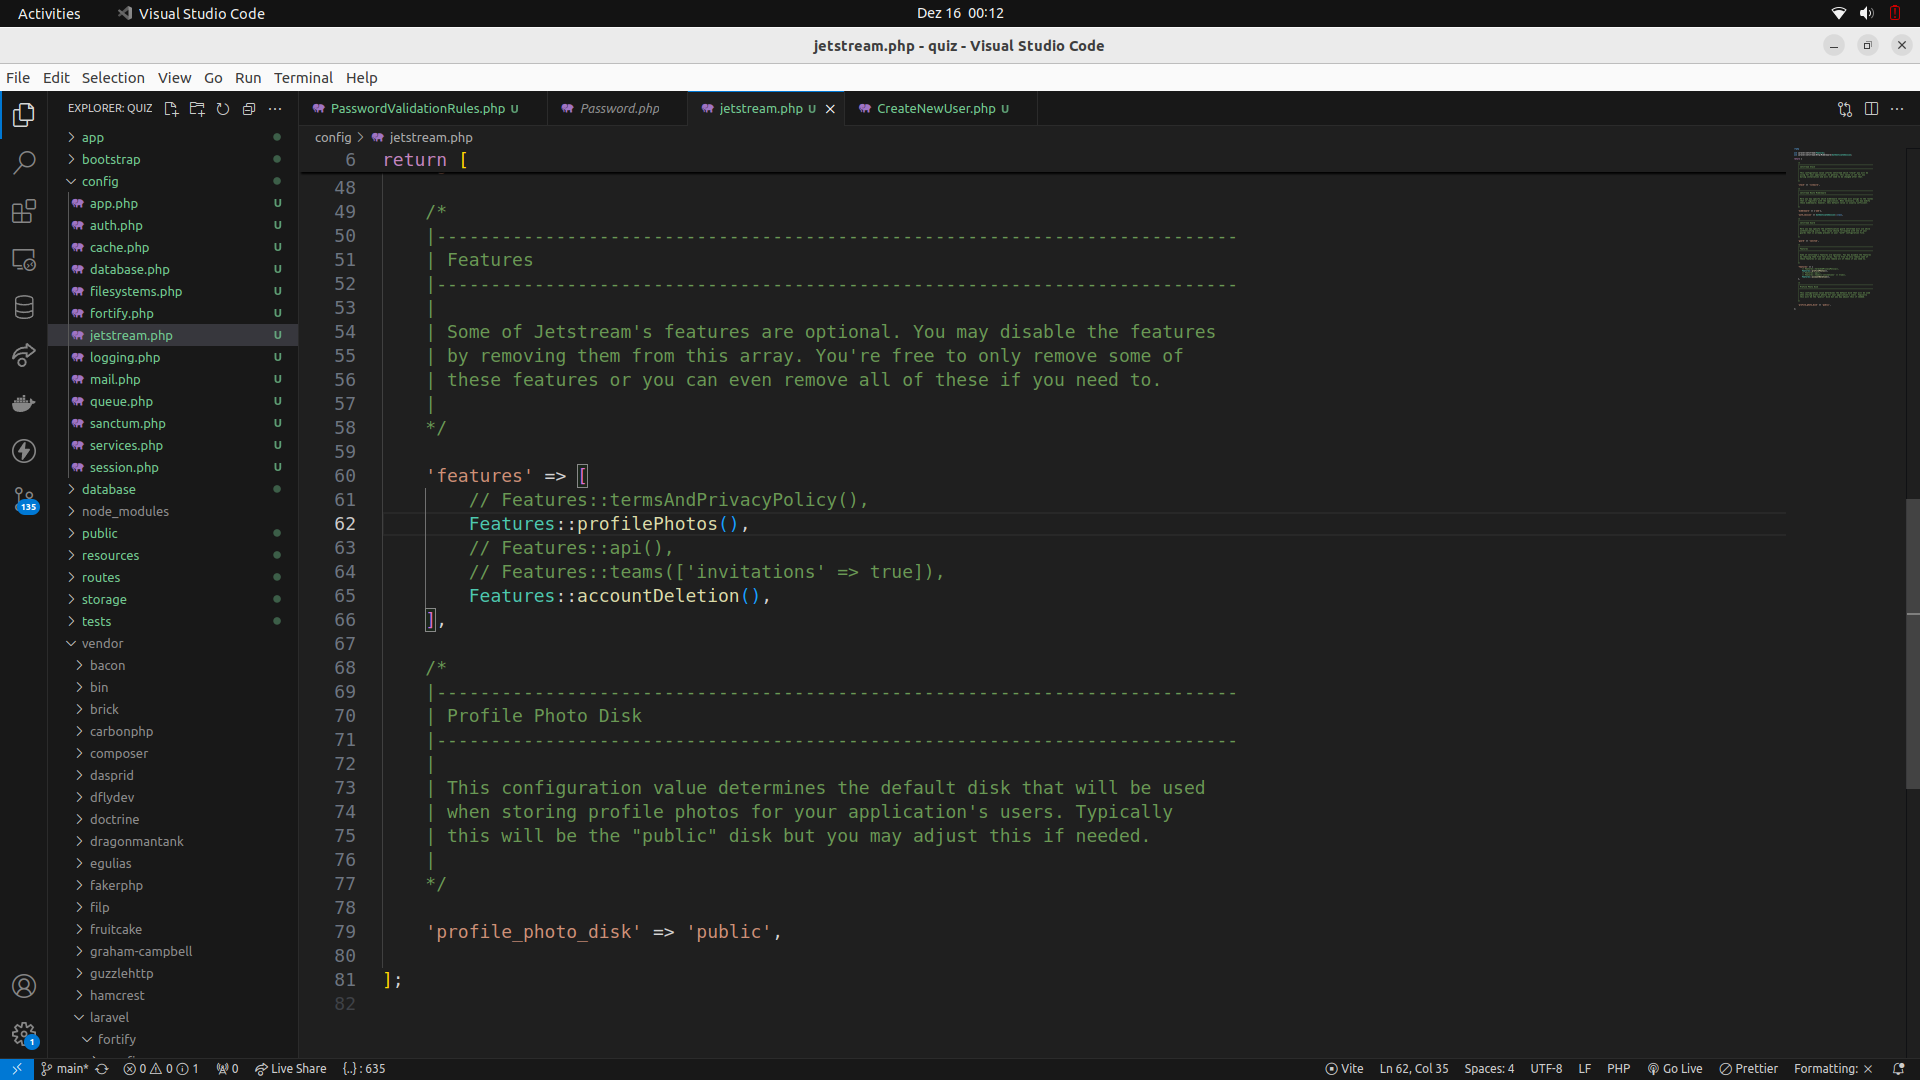 Activities
Visual Studio Code
Dez 16 00:12
jetstream.php - quiz - Visual Studio Code
File Edit Selection View Go Run Terminal Help
EXPLORER: QUIZ
PasswordValidationRules.php U
Password.php
jetstream.php U
CreateNewUser.php U
app
bootstrap
config
app.php U
auth.php U
cache.php U
database.php U
filesystems.php U
fortify.php U
jetstream.php U
logging.php U
mail.php U
queue.php U
sanctum.php U
services.php U
session.php U
database
node_modules
public
resources
routes
storage
tests
vendor
bacon
bin
brick
carbonphp
composer
dasprid
dflydev
doctrine
dragonmantank
egulias
fakerphp
filp
fruitcake
graham-campbell
guzzlehttp
hamcrest
laravel
fortify
135
1
config > jetstream.php
6 return [
48
49 /*
50 |--------------------------------------------------------------------------
51 | Features
52 |--------------------------------------------------------------------------
53 |
54 | Some of Jetstream's features are optional. You may disable the features
55 | by removing them from this array. You're free to only remove some of
56 | these features or you can even remove all of these if you need to.
57 |
58 */
59
60 'features' => [
61 // Features::termsAndPrivacyPolicy(),
62 Features::profilePhotos(),
63 // Features::api(),
64 // Features::teams(['invitations' => true]),
65 Features::accountDeletion(),
66 ],
67
68 /*
69 |--------------------------------------------------------------------------
70 | Profile Photo Disk
71 |--------------------------------------------------------------------------
72 |
73 | This configuration value determines the default disk that will be used
74 | when storing profile photos for your application's users. Typically
75 | this will be the "public" disk but you may adjust this if needed.
76 |
77 */
78
79 'profile_photo_disk' => 'public',
80
81 ];
82
main* 0 0 1 0 Live Share {..} : 635
Vite Ln 62, Col 35 Spaces: 4 UTF-8 LF PHP Go Live Prettier Formatting: ×